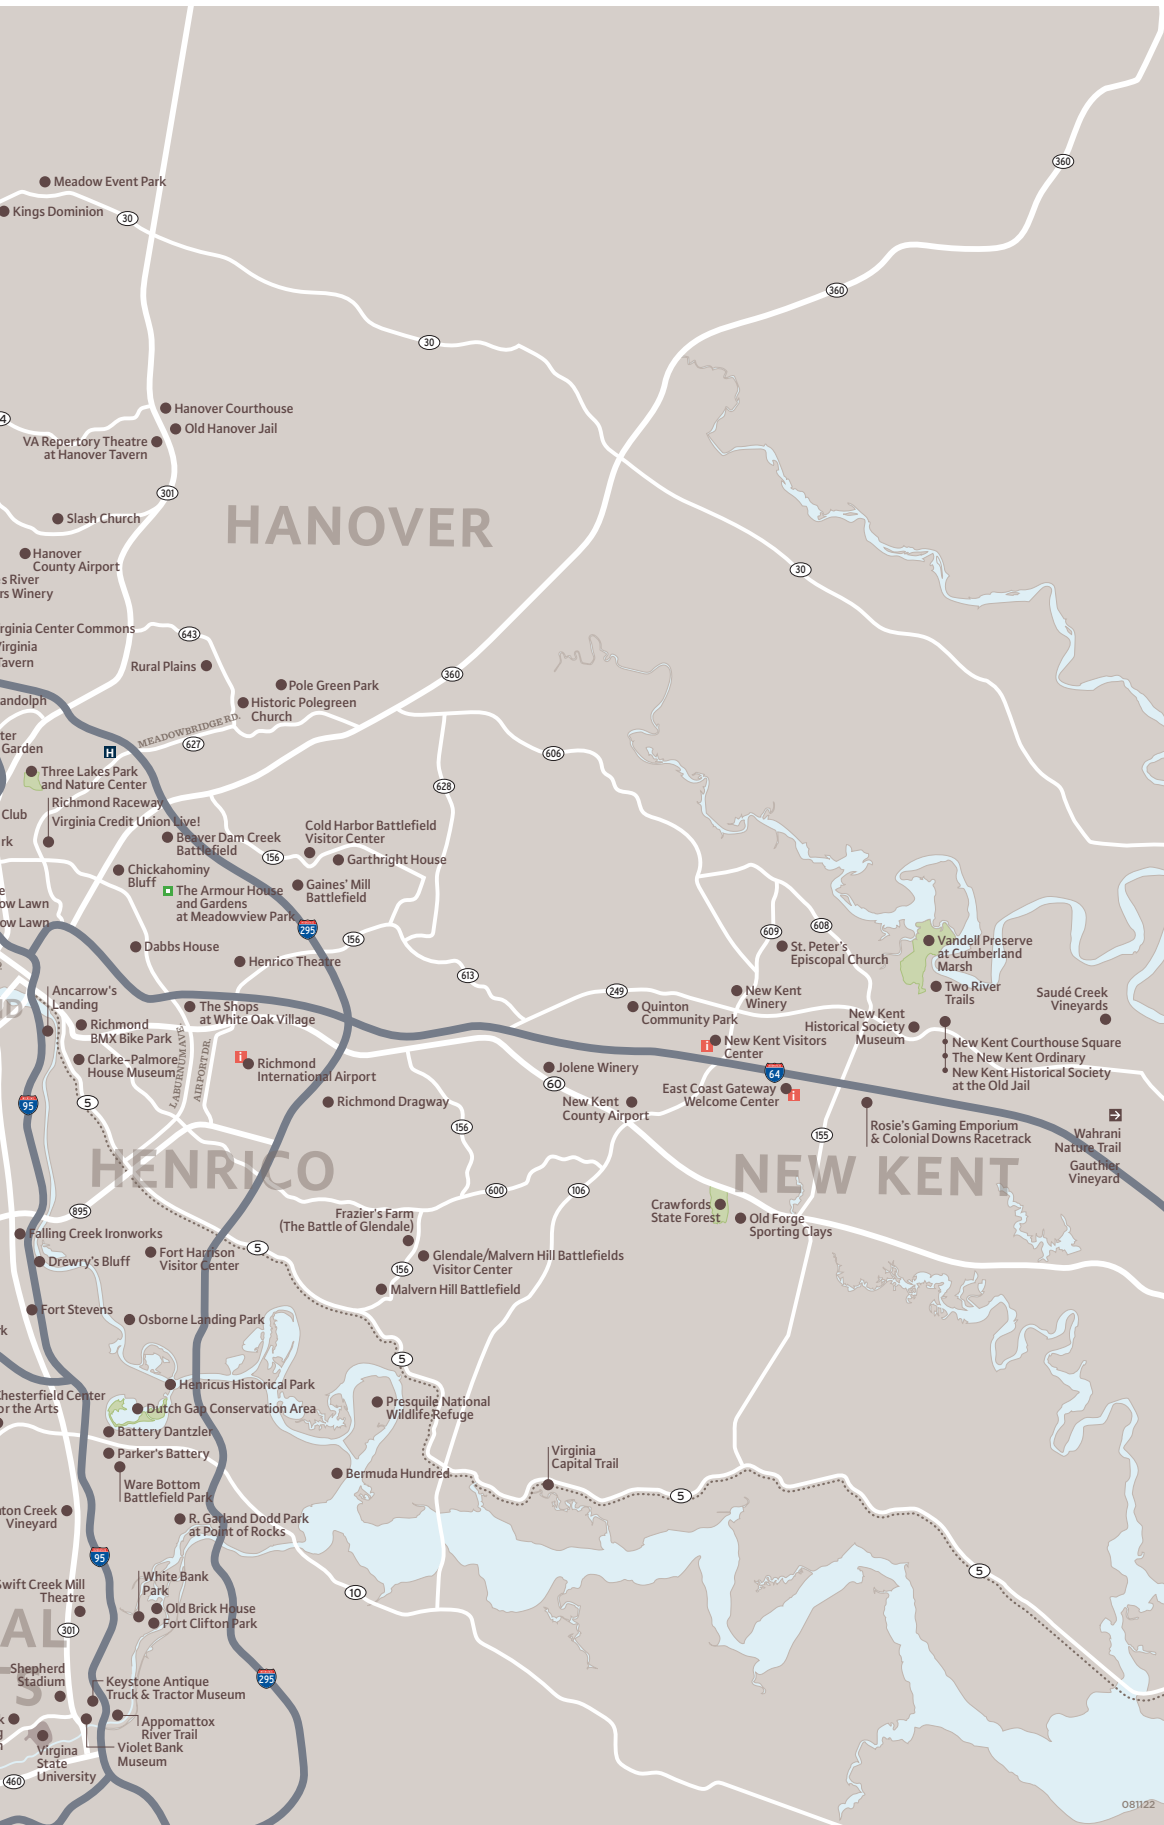 360
Meadow Event Park
Kings Dominion
30
360
30
Hanover Courthouse
4
Old Hanover Jail
VA Repertory Theatre
at Hanover Tavern
301
Slash Church
HANOVER
Hanover
County Airport
s River
rs Winery
30
rginia Center Commons
643
Virginia
Tavern
Rural Plains
360
Pole Green Park
andolph
Historic Polegreen
Church
MEADOWBRIDGE RD.
627
ter
Garden
H
606
Three Lakes Park
and Nature Center
628
Richmond Raceway
Club
Virginia Credit Union Live!
rk
Beaver Dam Creek
Battlefield
Cold Harbor Battlefield
Visitor Center
156
Garthright House
Chickahominy
Bluff
Gaines' Mill
Battlefield
The Armour House
and Gardens
at Meadowview Park
e
ow Lawn
ow Lawn
295
156
609
608
Dabbs House
Henrico Theatre
St. Peter's
Episcopal Church
Vandell Preserve
at Cumberland
Marsh
613
249
Two River
Trails
Saudé Creek
Vineyards
Ancarrow's
Landing
D
The Shops
at White Oak Village
Quinton
Community Park
New Kent
Winery
New Kent
Historical Society
Museum
Richmond
BMX Bike Park
New Kent Visitors
Center
i
New Kent Courthouse Square
The New Kent Ordinary
New Kent Historical Society
at the Old Jail
Clarke-Palmore
House Museum
LABURNUM AVE.
AIRPORT DR.
i
Richmond
International Airport
Jolene Winery
60
64
East Coast Gateway
Welcome Center
i
95
5
Richmond Dragway
New Kent
County Airport
156
155
Rosie's Gaming Emporium
& Colonial Downs Racetrack
Wahrani
Nature Trail
Gauthier
Vineyard
HENRICO
NEW KENT
600
106
895
Crawfords
State Forest
Old Forge
Sporting Clays
Frazier's Farm
(The Battle of Glendale)
Falling Creek Ironworks
5
Fort Harrison
Visitor Center
Drewry's Bluff
Glendale/Malvern Hill Battlefields
Visitor Center
156
Malvern Hill Battlefield
Fort Stevens
Osborne Landing Park
rk
5
Henricus Historical Park
Chesterfield Center
or the Arts
Dutch Gap Conservation Area
Presquile National
Wildlife Refuge
Battery Dantzler
Parker's Battery
Virginia
Capital Trail
Bermuda Hundred
Ware Bottom
Battlefield Park
5
ton Creek
Vineyard
R. Garland Dodd Park
at Point of Rocks
95
5
Swift Creek Mill
Theatre
White Bank
Park
10
Old Brick House
Fort Clifton Park
301
AL
S
Shepherd
Stadium
295
Keystone Antique
Truck & Tractor Museum
k
g
n
Appomattox
River Trail
Violet Bank
Museum
Virgina
State
University
460
081122